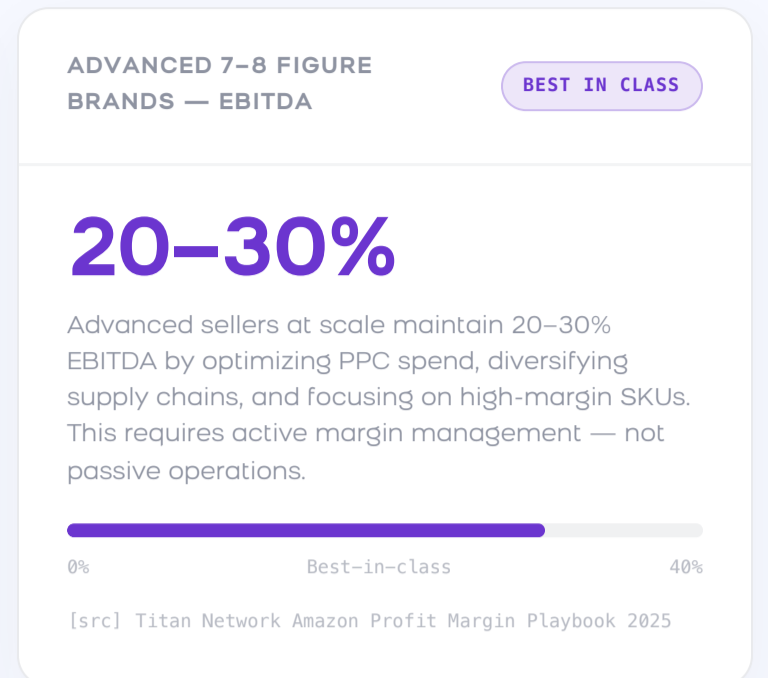 ADVANCED 7–8 FIGURE
BRANDS — EBITDA
BEST IN CLASS
20–30%
Advanced sellers at scale maintain 20–30%
EBITDA by optimizing PPC spend, diversifying
supply chains, and focusing on high-margin SKUs.
This requires active margin management — not
passive operations.
0% Best-in-class 40%
[src] Titan Network Amazon Profit Margin Playbook 2025